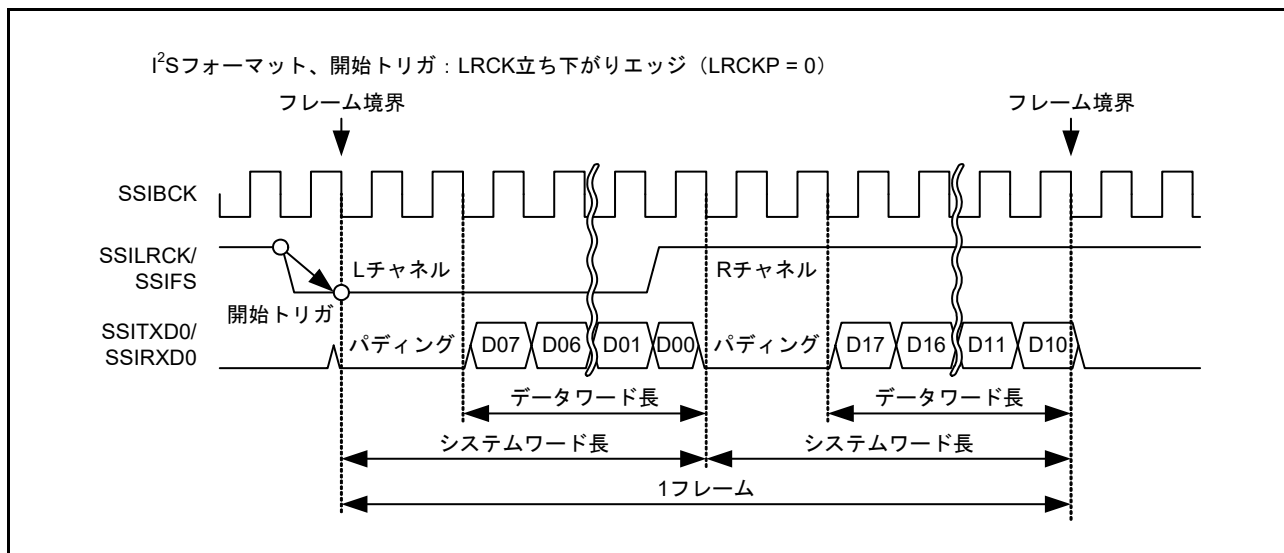 I²Sフォーマット、開始トリガ：LRCK立ち下がりエッジ（LRCKP = 0）
フレーム境界
フレーム境界
SSIBCK
SSILRCK/
SSIFS
Lチャネル
Rチャネル
開始トリガ
SSITXD0/
SSIRXD0
パディング
D07
D06
D01
D00
パディング
D17
D16
D11
D10
データワード長
データワード長
システムワード長
システムワード長
1フレーム